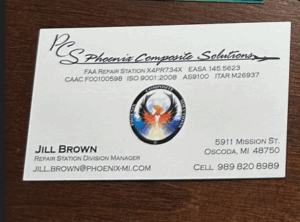 PCS Phoenix Composite Solutions
FAA Repair Station X4PR734X EASA 145.5623
CAAC F00100598 ISO 9001:2008 AS9100 ITAR M26937
Jill Brown
Repair Station Division Manager
jill.brown@phoenix-mi.com
5911 Mission St.
Oscoda, MI 48750
Cell 989 820 8989